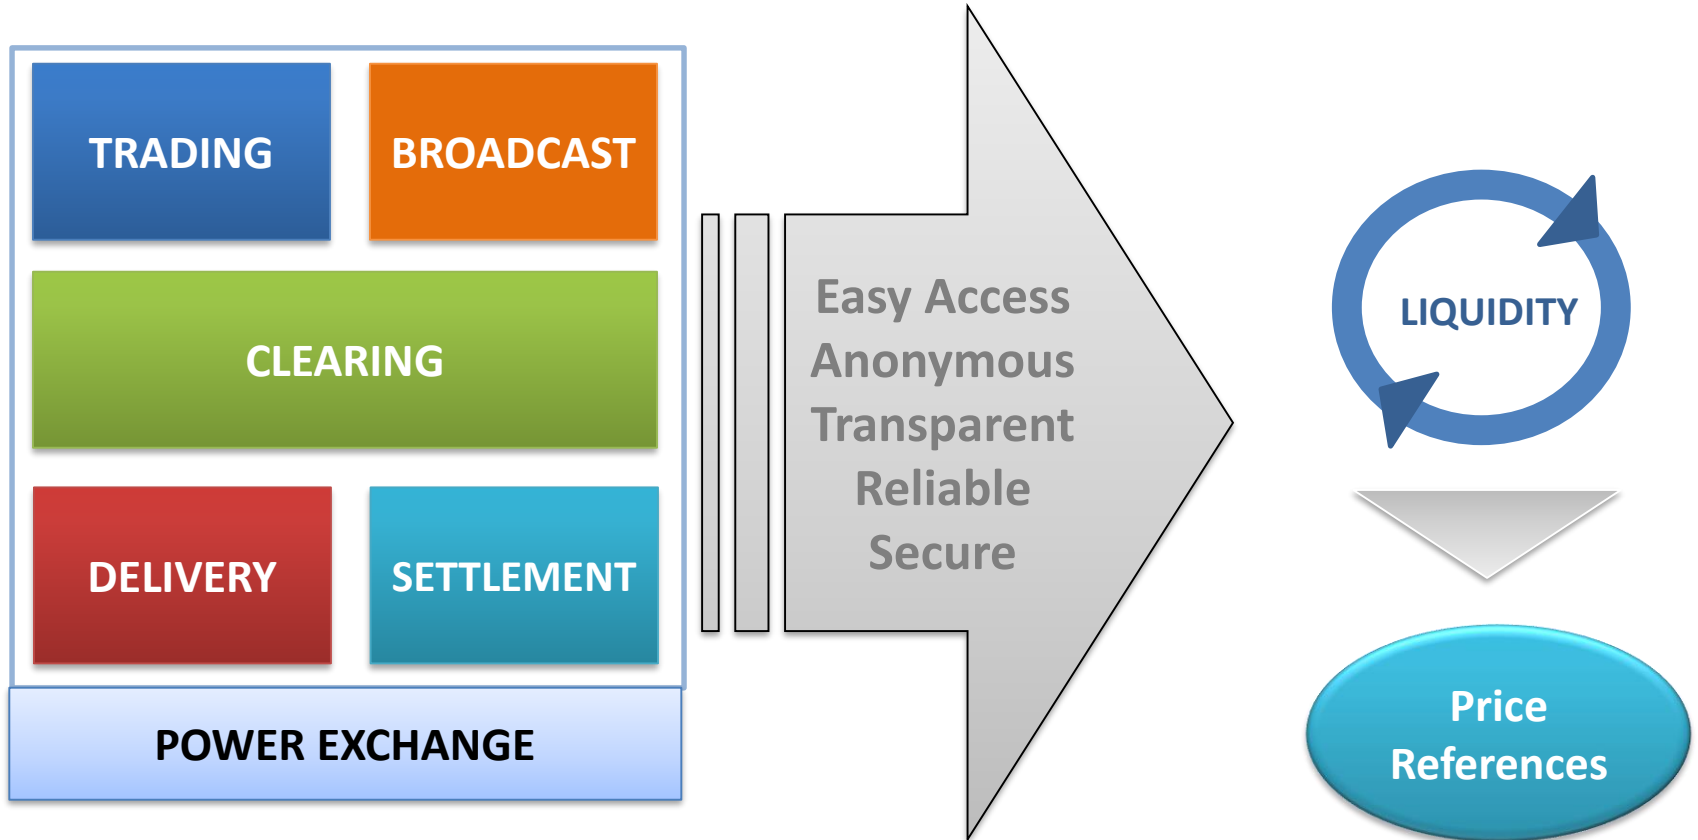 TRADING
BROADCAST
CLEARING
DELIVERY
SETTLEMENT
POWER EXCHANGE
Easy Access
Anonymous
Transparent
Reliable
Secure
LIQUIDITY
Price
References